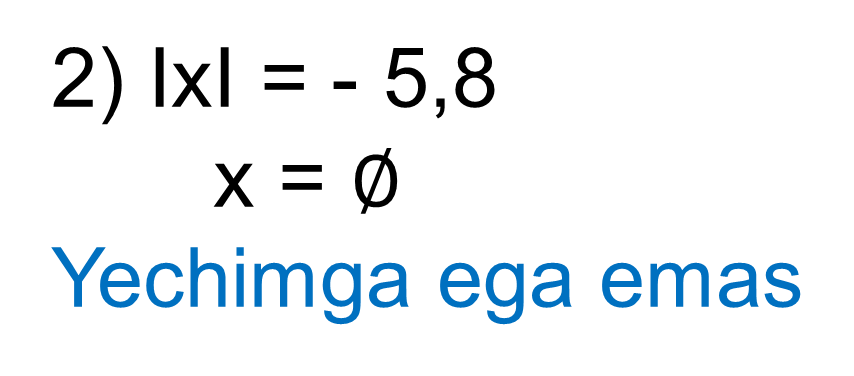 2) IxI = - 5,8
x = ∅
Yechimga ega emas